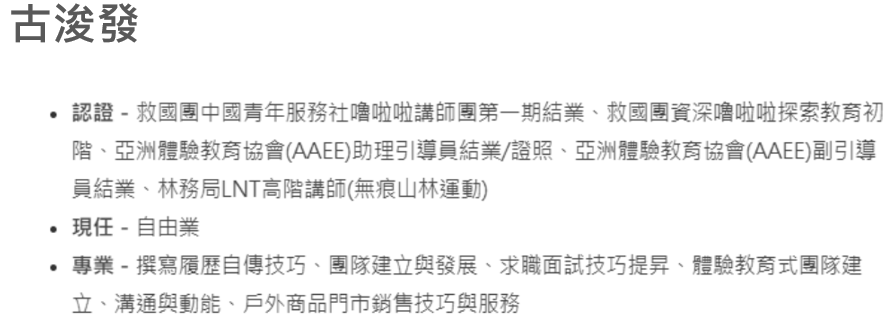 古浚發
• 認證 - 救國團中國青年服務社嚕啦啦講師團第一期結業、救國團資深嚕啦啦探索教育初
階、亞洲體驗教育協會(AAEE)助理引導員結業/證照、亞洲體驗教育協會(AAEE)副引導
員結業、林務局LNT高階講師(無痕山林運動)
• 現任 - 自由業
• 專業 - 撰寫履歷自傳技巧、團隊建立與發展、求職面試技巧提昇、體驗教育式團隊建
立、溝通與動能、戶外商品門市銷售技巧與服務